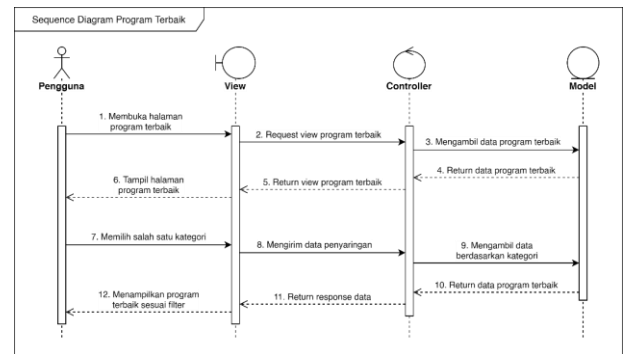 Sequence Diagram Program Terbaik
Pengguna
View
Controller
Model
1. Membuka halaman
program terbaik
2. Request view program terbaik
3. Mengambil data program terbaik
4. Return data program terbaik
5. Return view program terbaik
6. Tampil halaman
program terbaik
7. Memilih salah satu kategori
8. Mengirim data penyaringan
9. Mengambil data
berdasarkan kategori
10. Return data program terbaik
11. Return response data
12. Menampilkan program
terbaik sesuai filter